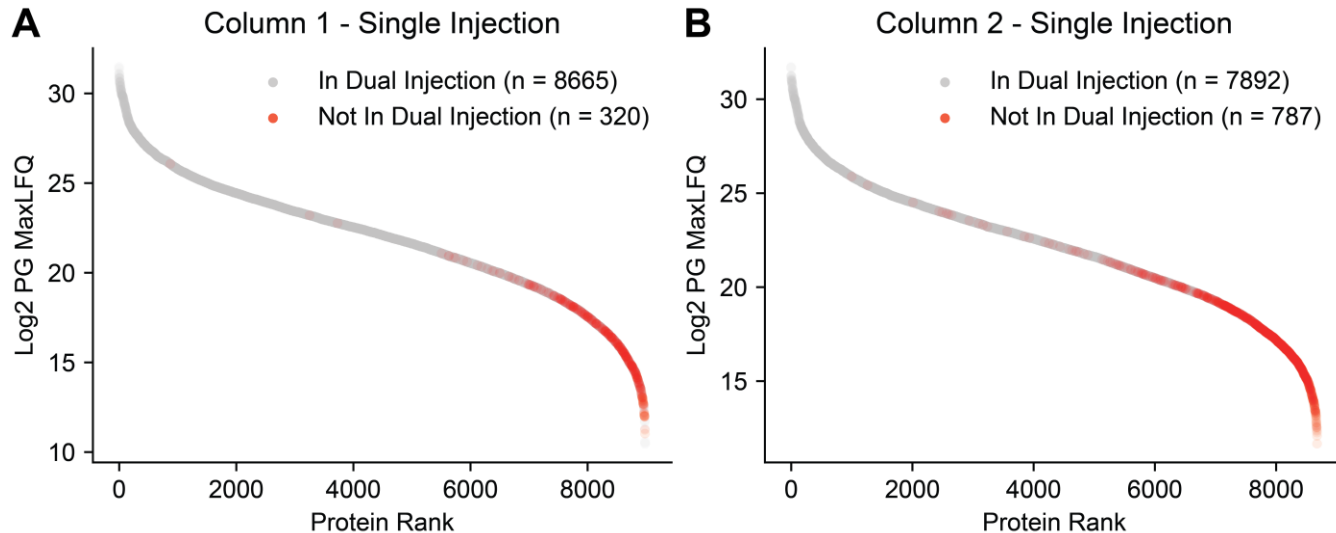 A
Column 1 - Single Injection
In Dual Injection (n = 8665)
Not In Dual Injection (n = 320)
Log2 PG MaxLFQ
30
25
20
15
10
0 2000 4000 6000 8000
Protein Rank
B
Column 2 - Single Injection
In Dual Injection (n = 7892)
Not In Dual Injection (n = 787)
Log2 PG MaxLFQ
30
25
20
15
0 2000 4000 6000 8000
Protein Rank